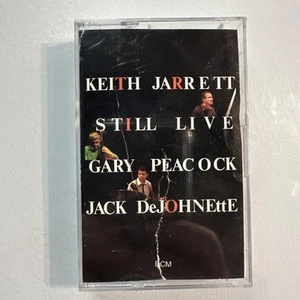 KEITH JARRETT
STILL LIVE
GARY PEACOCK
JACK DeJOHNEttE
ECM